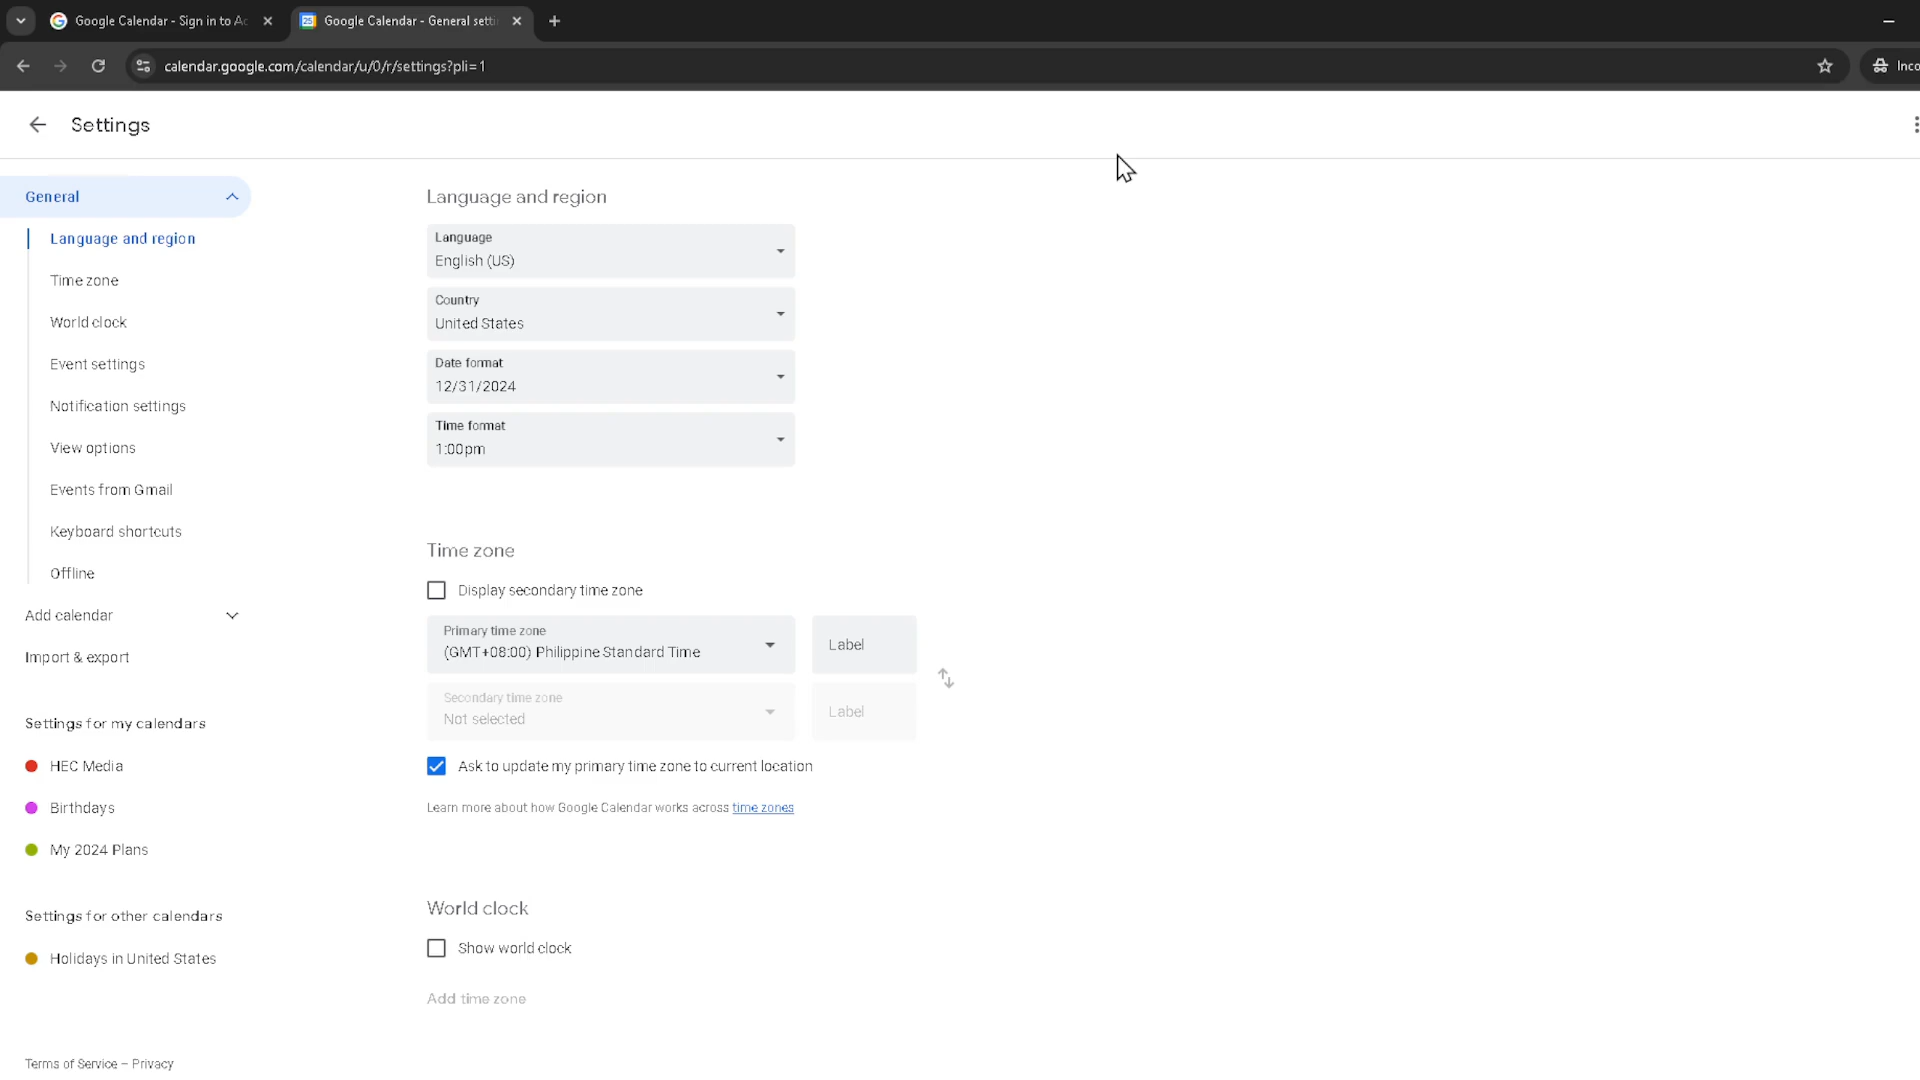 Google Calendar - Sign in to Ac
Google Calendar - General setti
calendar.google.com/calendar/u/0/r/settings?pli=1
Inco
Settings
General
Language and region
Time zone
World clock
Event settings
Notification settings
View options
Events from Gmail
Keyboard shortcuts
Offline
Add calendar
Import & export
Settings for my calendars
HEC Media
Birthdays
My 2024 Plans
Settings for other calendars
Holidays in United States
Terms of Service – Privacy
Language and region
Language
English (US)
Country
United States
Date format
12/31/2024
Time format
1:00pm
Time zone
Display secondary time zone
Primary time zone
(GMT+08:00) Philippine Standard Time
Label
Secondary time zone
Not selected
Label
Ask to update my primary time zone to current location
Learn more about how Google Calendar works across time zones
World clock
Show world clock
Add time zone